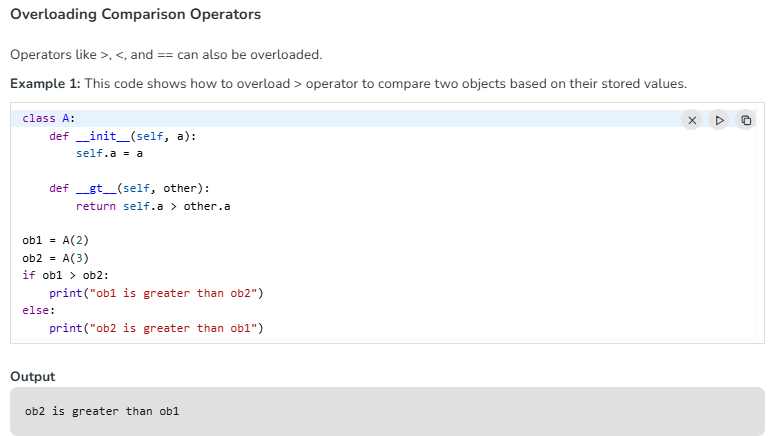 Overloading Comparison Operators
Operators like >, <, and == can also be overloaded.
Example 1: This code shows how to overload > operator to compare two objects based on their stored values.
class A:
    def __init__(self, a):
        self.a = a

    def __gt__(self, other):
        return self.a > other.a

ob1 = A(2)
ob2 = A(3)
if ob1 > ob2:
    print("ob1 is greater than ob2")
else:
    print("ob2 is greater than ob1")
Output
ob2 is greater than ob1